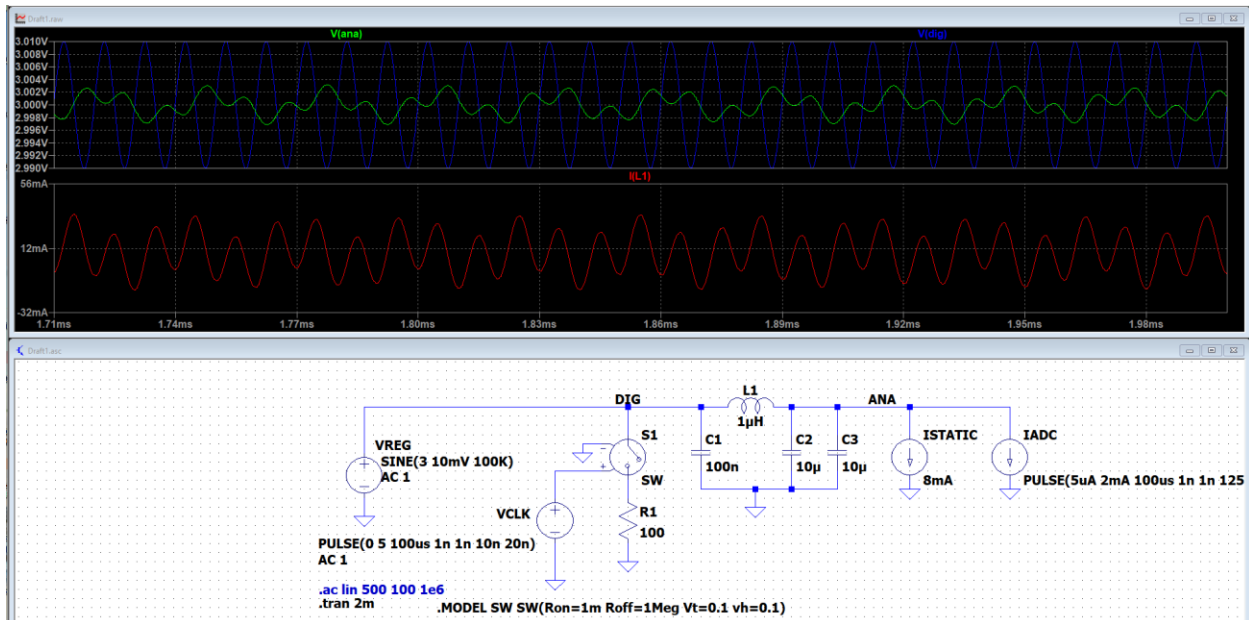 Draft1.raw
V(ana) V(dig)
3.010V
3.008V
3.006V
3.004V
3.002V
3.000V
2.998V
2.996V
2.994V
2.992V
2.990V
I(L1)
56mA
12mA
-32mA
1.71ms 1.74ms 1.77ms 1.80ms 1.83ms 1.86ms 1.89ms 1.92ms 1.95ms 1.98ms
Draft1.asc
DIG L1 ANA
1µH
VREG
SINE(3 10mV 100K)
AC 1
S1
SW
C1
100n
C2
10µ
C3
10µ
ISTATIC
8mA
IADC
PULSE(5uA 2mA 100us 1n 1n 125
VCLK
R1
100
PULSE(0 5 100us 1n 1n 10n 20n)
AC 1
.ac lin 500 100 1e6
.tran 2m
.MODEL SW SW(Ron=1m Roff=1Meg Vt=0.1 vh=0.1)